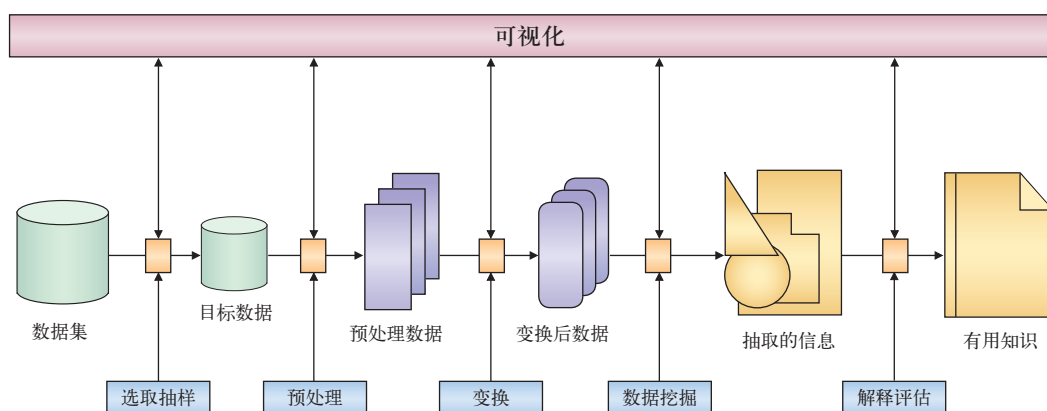 可视化
数据集
目标数据
预处理数据
变换后数据
抽取的信息
有用知识
选取抽样
预处理
变换
数据挖掘
解释评估